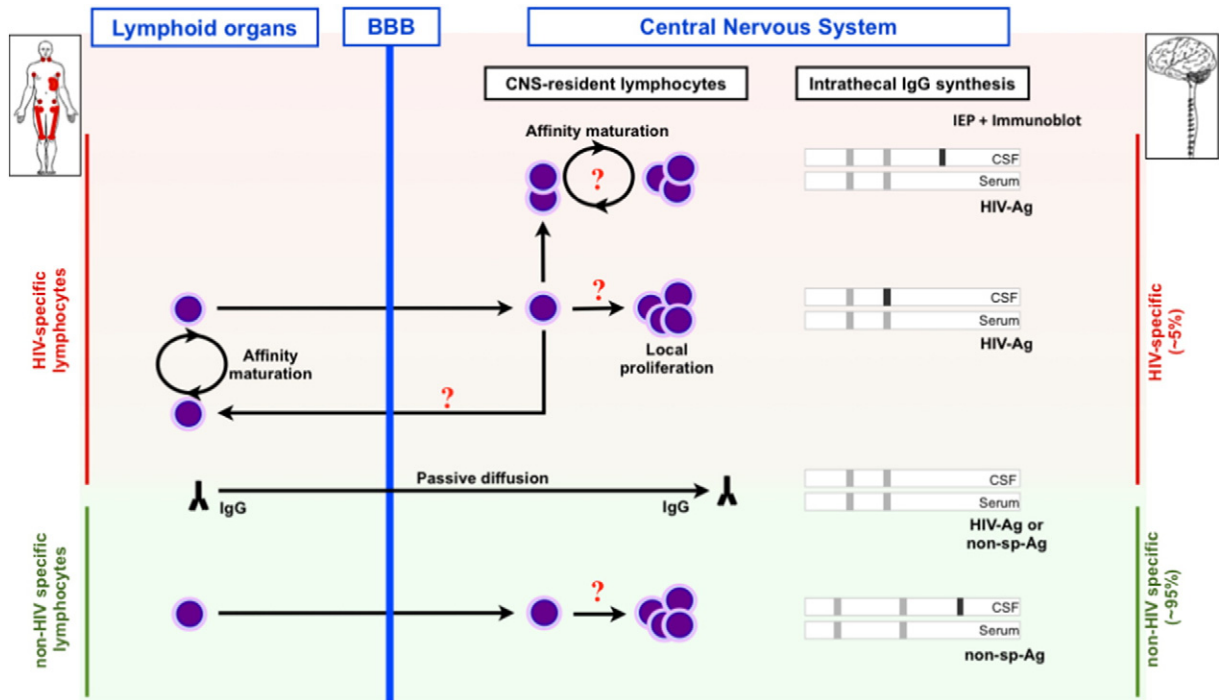 Lymphoid organs
BBB
Central Nervous System
CNS-resident lymphocytes
Intrathecal IgG synthesis
IEP + Immunoblot
Affinity maturation
?
CSF
Serum
HIV-Ag
HIV-specific
lymphocytes
?
Local
proliferation
CSF
Serum
HIV-Ag
HIV-specific
(~5%)
Affinity
maturation
?
Passive diffusion
IgG
IgG
CSF
Serum
HIV-Ag or
non-sp-Ag
non-HIV specific
lymphocytes
?
CSF
Serum
non-sp-Ag
non-HIV specific
(~95%)